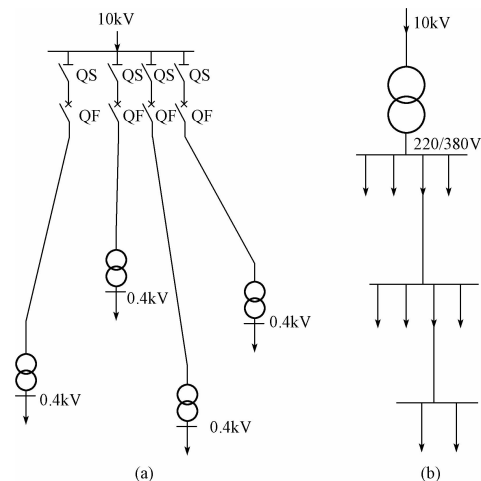 10kV
QS QS QS QS
QF QF QF QF
0.4kV
0.4kV
0.4kV
0.4kV
(a)
10kV
220/380V
(b)